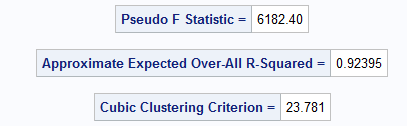 Pseudo F Statistic = 6182.40
Approximate Expected Over-All R-Squared = 0.92395
Cubic Clustering Criterion = 23.781